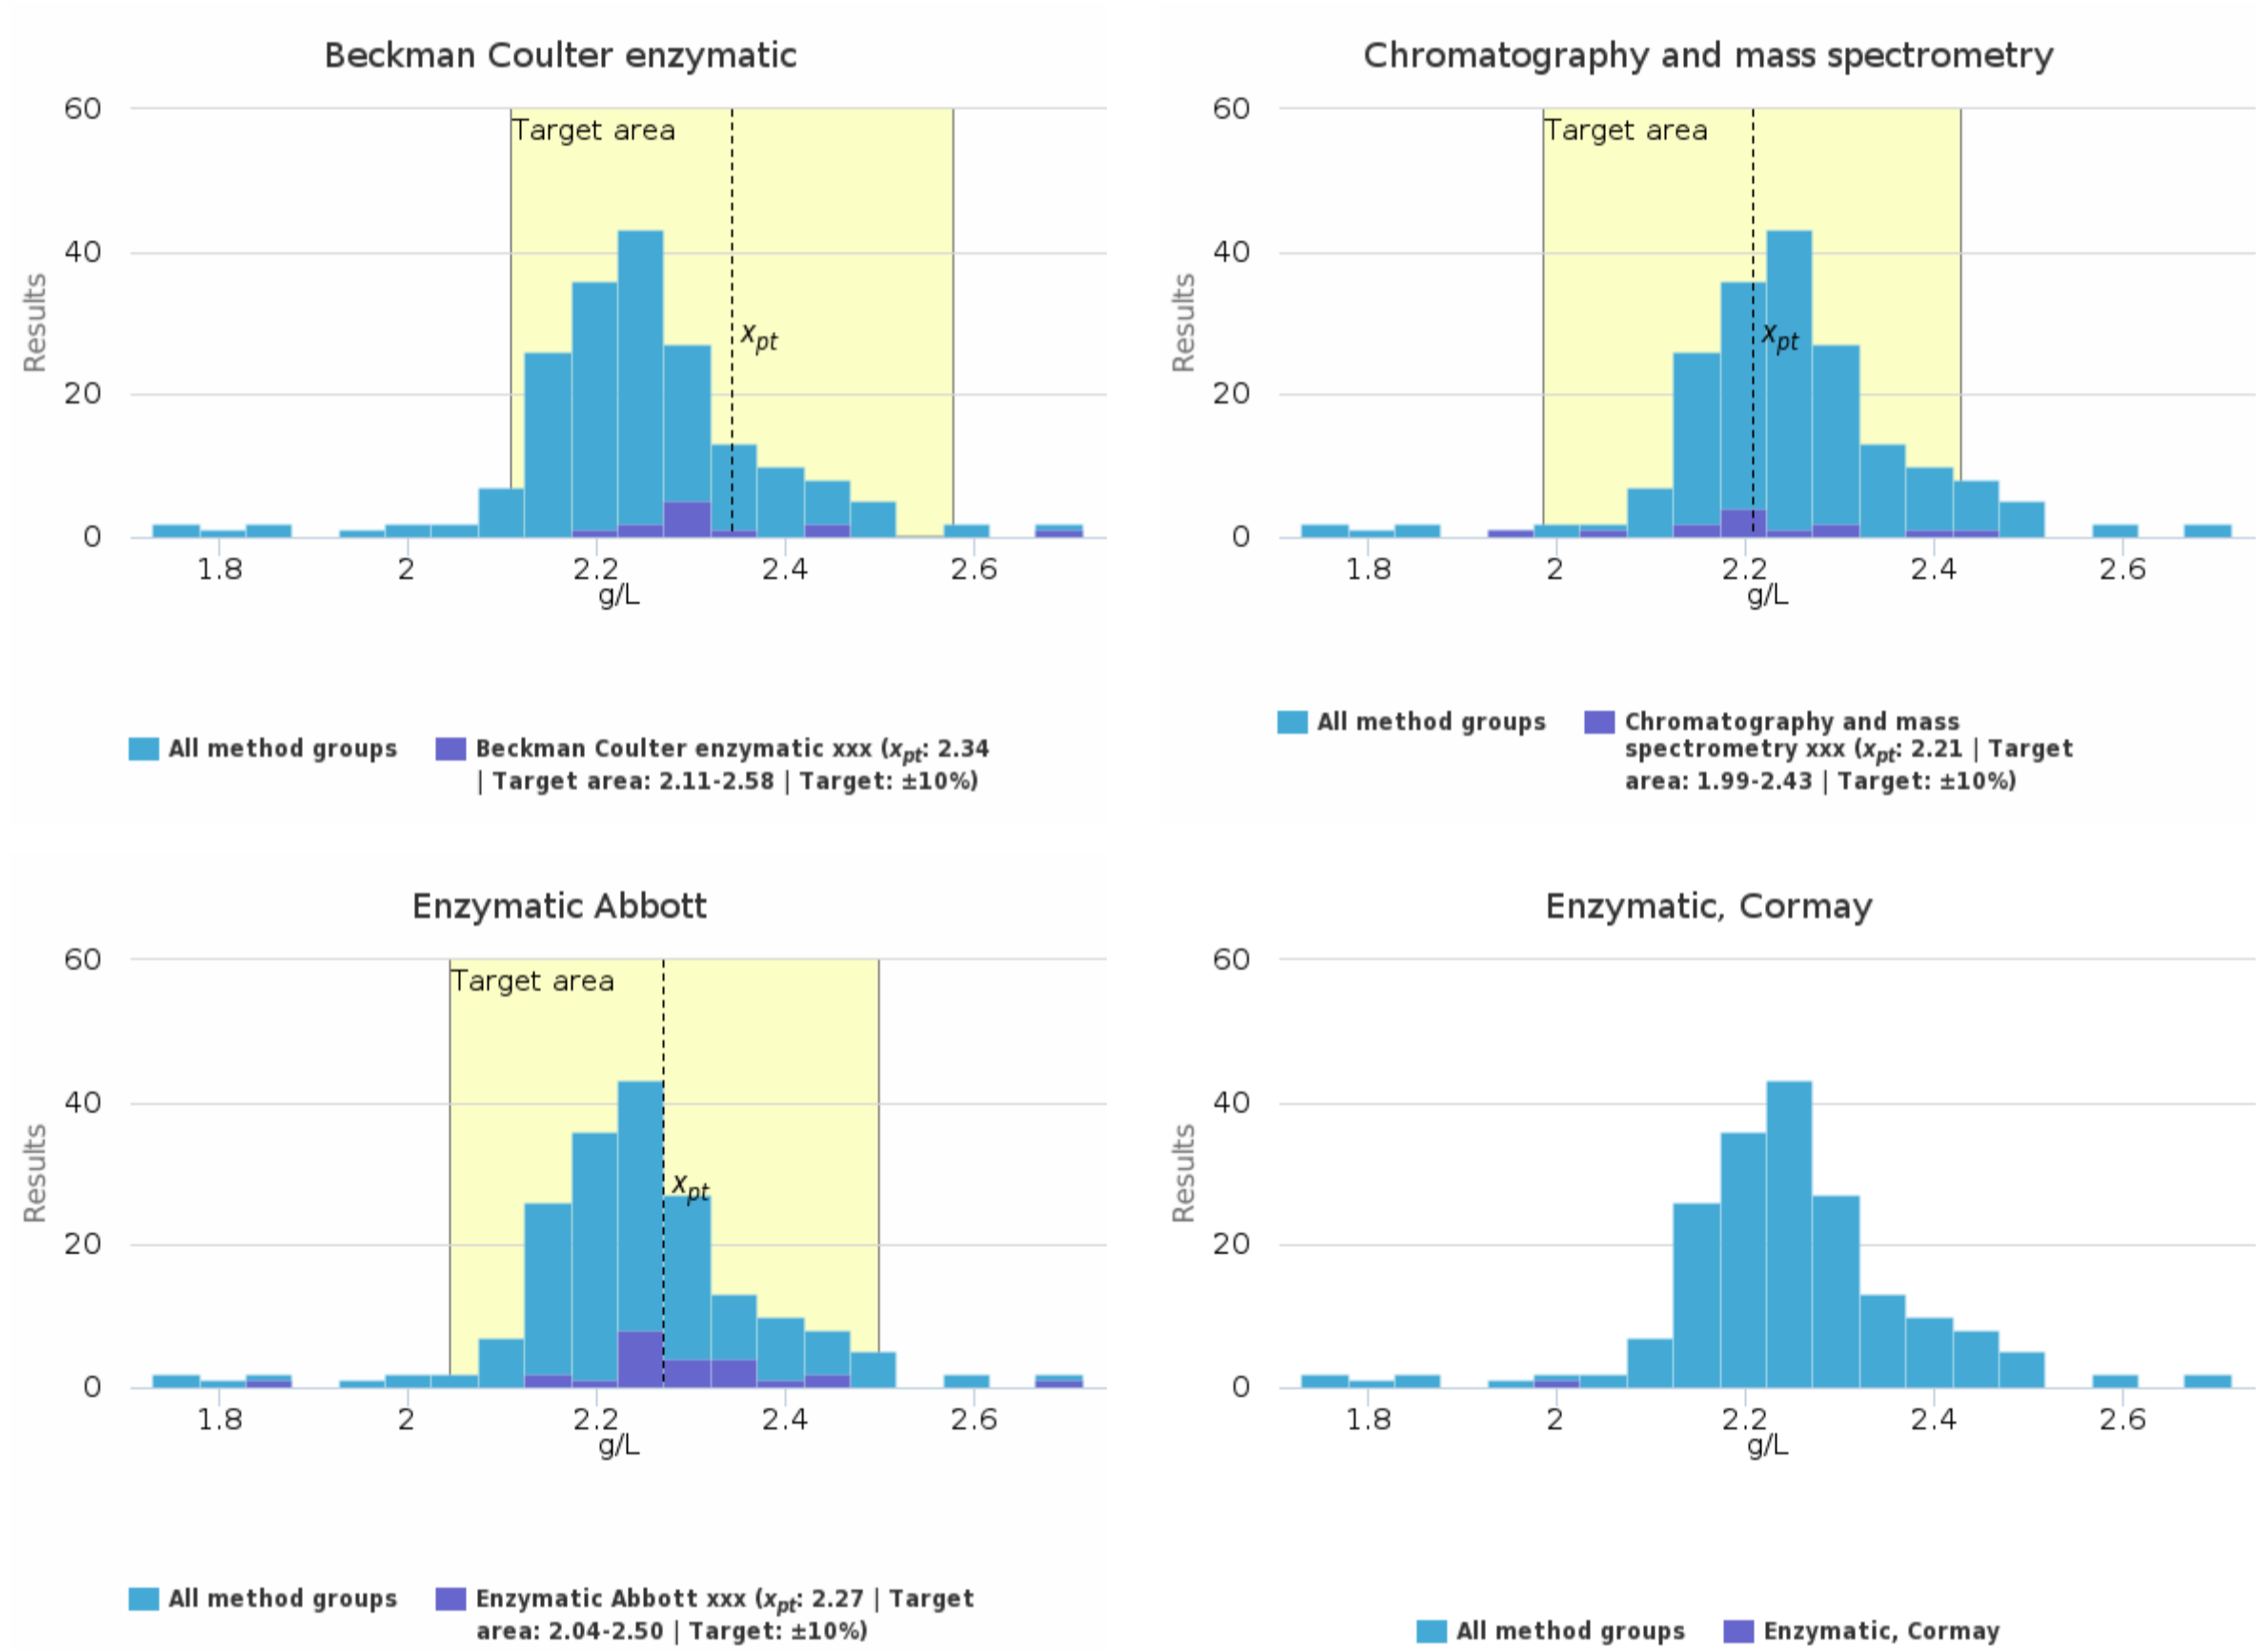 Beckman Coulter enzymatic
60
Target area
40
Results
xpt
20
0
1.8 2 2.2 2.4 2.6
g/L
All method groups Beckman Coulter enzymatic xxx (xpt: 2.34
| Target area: 2.11-2.58 | Target: ±10%)
Chromatography and mass spectrometry
60
Target area
40
Results
xpt
20
0
1.8 2 2.2 2.4 2.6
g/L
All method groups Chromatography and mass
spectrometry xxx (xpt: 2.21 | Target
area: 1.99-2.43 | Target: ±10%)
Enzymatic Abbott
60
Target area
40
Results
xpt
20
0
1.8 2 2.2 2.4 2.6
g/L
All method groups Enzymatic Abbott xxx (xpt: 2.27 | Target
area: 2.04-2.50 | Target: ±10%)
Enzymatic, Cormay
60
40
Results
20
0
1.8 2 2.2 2.4 2.6
g/L
All method groups Enzymatic, Cormay